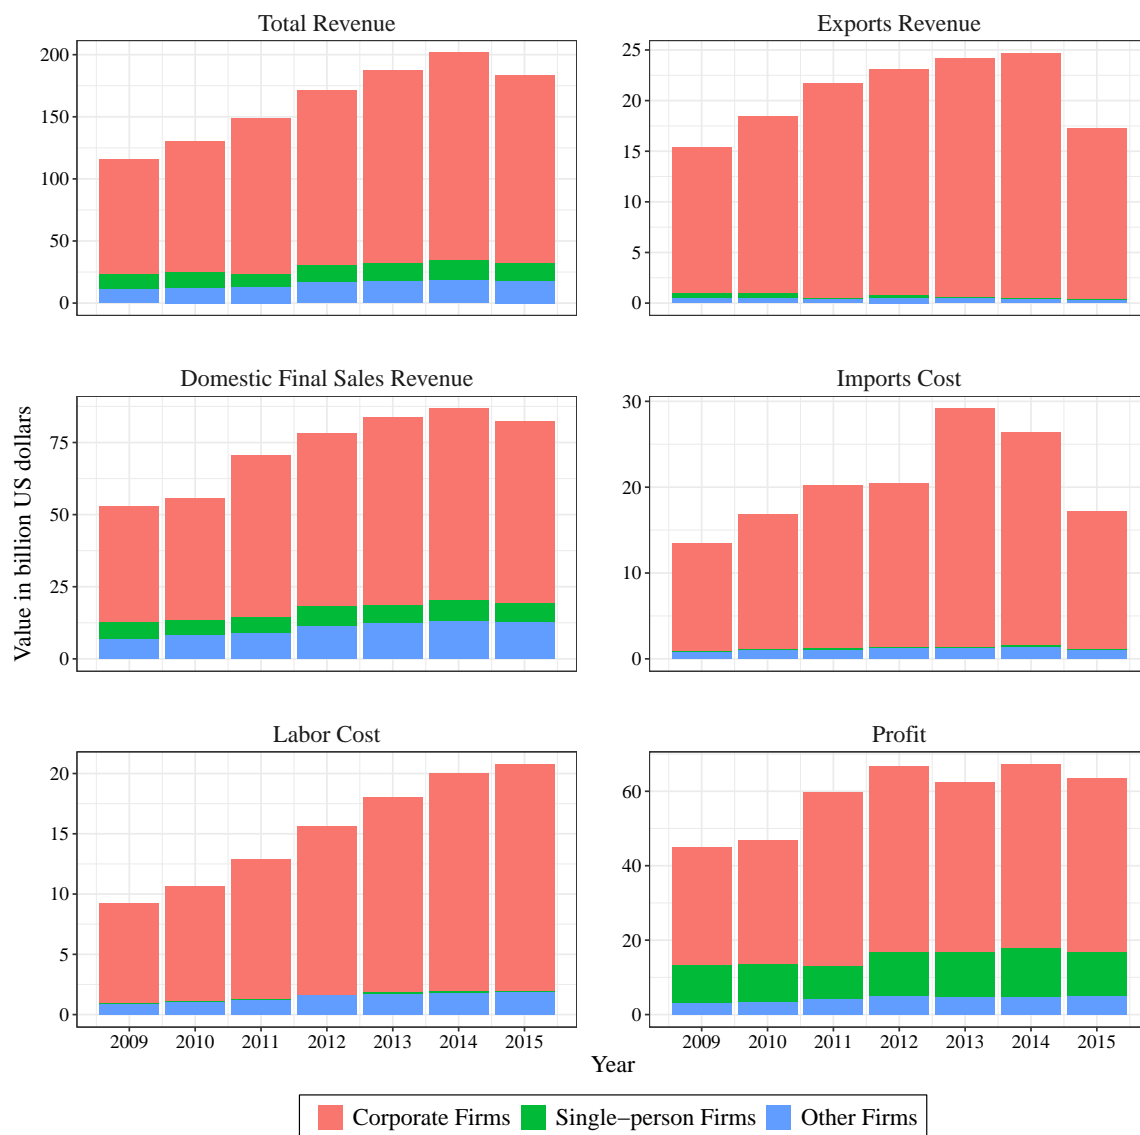 Total Revenue
Exports Revenue
200
150
100
50
0
25
20
15
10
5
0
Domestic Final Sales Revenue
Imports Cost
75
50
25
0
30
20
10
0
Value in billion US dollars
Labor Cost
Profit
20
15
10
5
0
60
40
20
0
2009 2010 2011 2012 2013 2014 2015
2009 2010 2011 2012 2013 2014 2015
Year
Corporate Firms Single−person Firms Other Firms